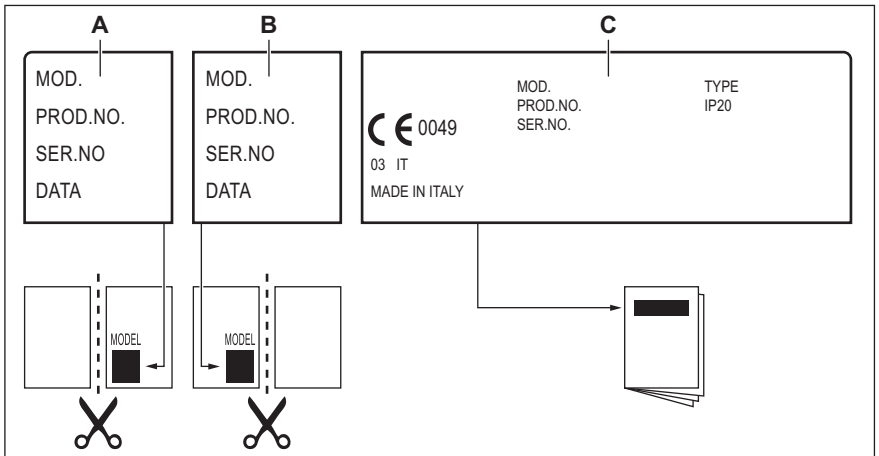 A
B
C
MOD.
PROD.NO.
SER.NO
DATA
MOD.
PROD.NO.
SER.NO
DATA
MOD.
PROD.NO.
SER.NO.
TYPE
IP20
CE 0049
03 IT
MADE IN ITALY
MODEL
MODEL